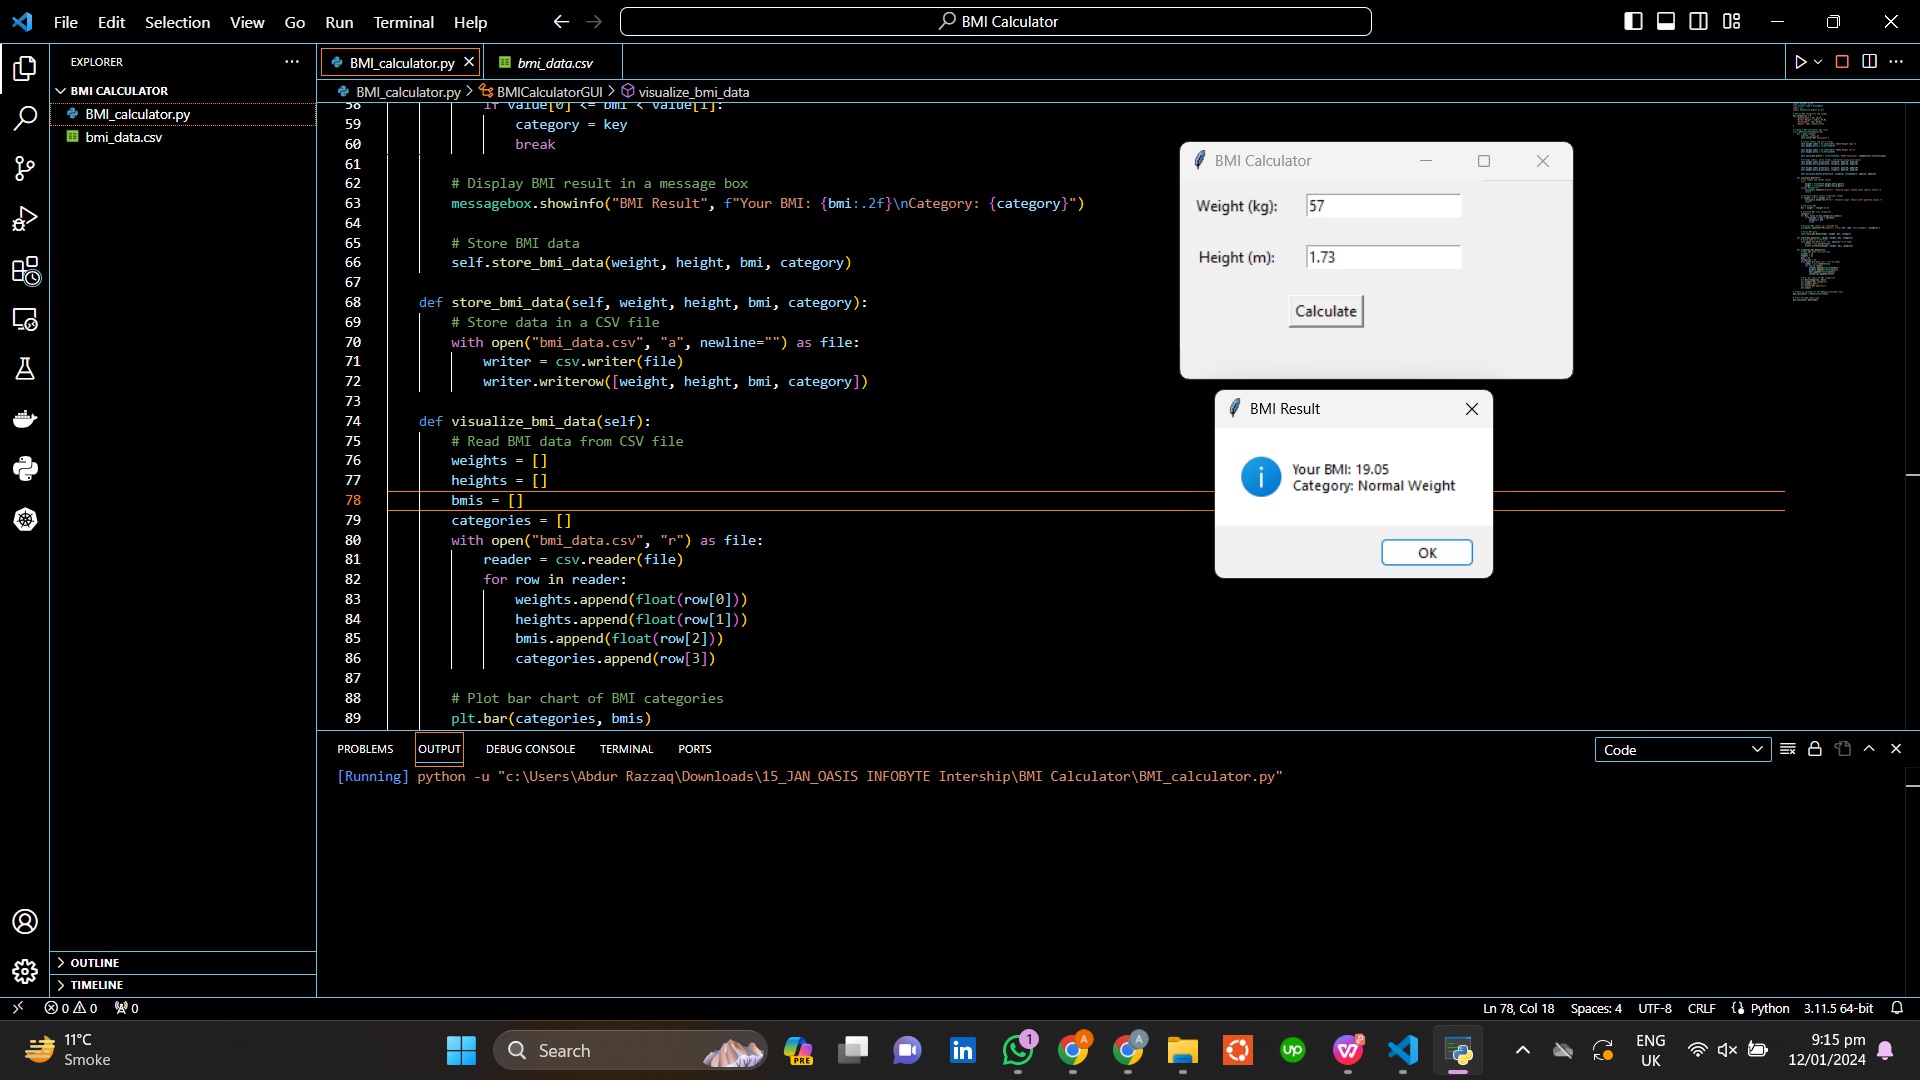 File Edit Selection View Go Run Terminal Help
BMI Calculator
EXPLORER
BMI CALCULATOR
BMI_calculator.py
bmi_data.csv
OUTLINE
TIMELINE
BMI_calculator.py
bmi_data.csv
BMI_calculator.py > BMICalculatorGUI > visualize_bmi_data
58 if value[0] <= bmi < value[1]:
59 category = key
60 break
61
62 # Display BMI result in a message box
63 messagebox.showinfo("BMI Result", f"Your BMI: {bmi:.2f}\nCategory: {category}")
64
65 # Store BMI data
66 self.store_bmi_data(weight, height, bmi, category)
67
68 def store_bmi_data(self, weight, height, bmi, category):
69 # Store data in a CSV file
70 with open("bmi_data.csv", "a", newline="") as file:
71 writer = csv.writer(file)
72 writer.writerow([weight, height, bmi, category])
73
74 def visualize_bmi_data(self):
75 # Read BMI data from CSV file
76 weights = []
77 heights = []
78 bmis = []
79 categories = []
80 with open("bmi_data.csv", "r") as file:
81 reader = csv.reader(file)
82 for row in reader:
83 weights.append(float(row[0]))
84 heights.append(float(row[1]))
85 bmis.append(float(row[2]))
86 categories.append(row[3])
87
88 # Plot bar chart of BMI categories
89 plt.bar(categories, bmis)
BMI Calculator
Weight (kg): 57
Height (m): 1.73
Calculate
BMI Result
Your BMI: 19.05
Category: Normal Weight
OK
PROBLEMS OUTPUT DEBUG CONSOLE TERMINAL PORTS
Code
[Running] python -u "c:\Users\Abdur Razzaq\Downloads\15_JAN_OASIS INFOBYTE Intership\BMI Calculator\BMI_calculator.py"
0 0 0
Ln 78, Col 18 Spaces: 4 UTF-8 CRLF Python 3.11.5 64-bit
11°C
Smoke
Search
PRE
in
1
A
A
up
W
ENG
UK
9:15 pm
12/01/2024